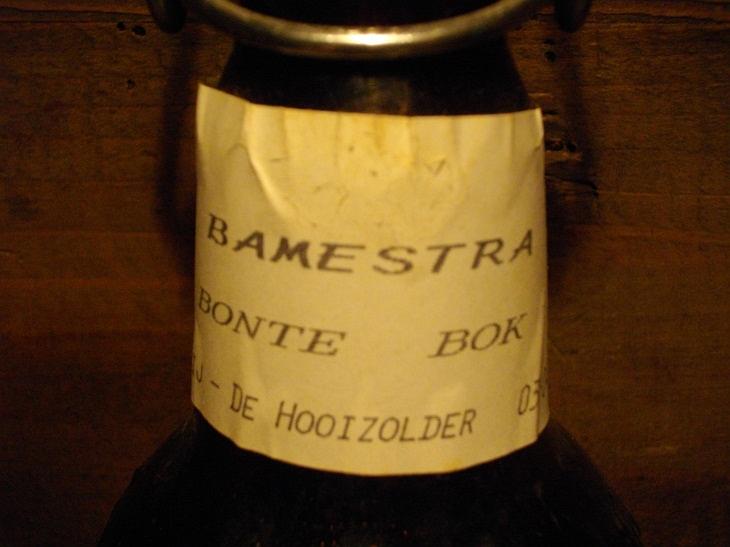 BAMESTRA
BONTE BOK
- DE HOOIZOLDER